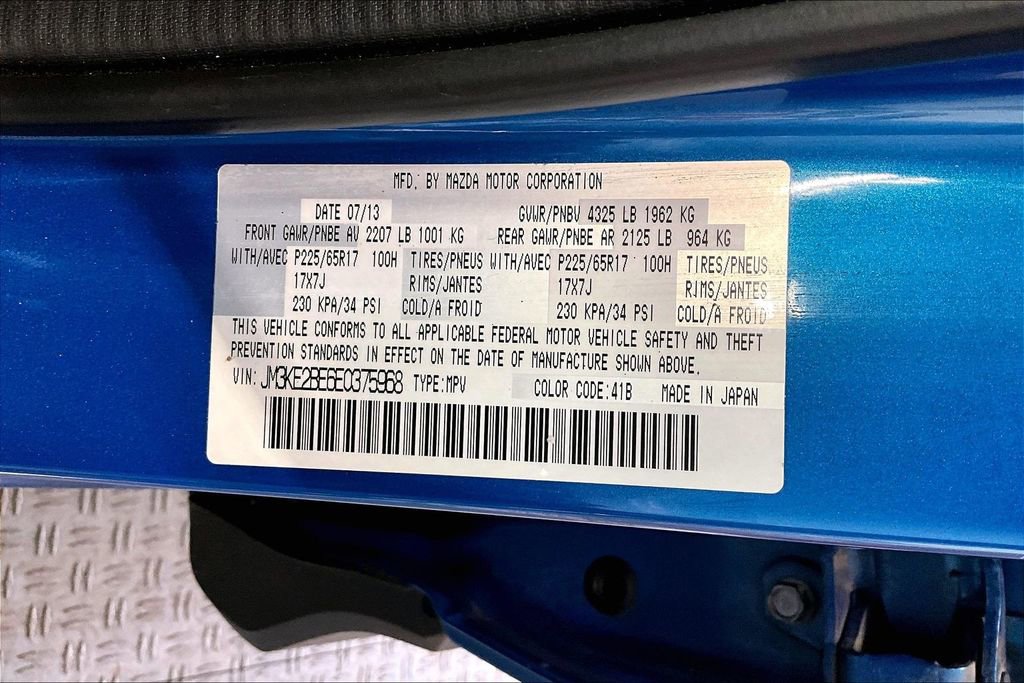 MFD. BY MAZDA MOTOR CORPORATION
DATE 07/13 GVWR/PNBV 4325 LB 1962 KG
FRONT GAWR/PNBE AV 2207 LB 1001 KG REAR GAWR/PNBE AR 2125 LB 964 KG
WITH/AVEC P225/65R17 100H TIRES/PNEUS WITH/AVEC P225/65R17 100H TIRES/PNEUS
17X7J RIMS/JANTES 17X7J RIMS/JANTES
230 KPA/34 PSI COLD/A FROID 230 KPA/34 PSI COLD/A FROID
THIS VEHICLE CONFORMS TO ALL APPLICABLE FEDERAL MOTOR VEHICLE SAFETY AND THEFT
PREVENTION STANDARDS IN EFFECT ON THE DATE OF MANUFACTURE SHOWN ABOVE.
VIN: JM3KE2BE6E0375968 TYPE:MPV COLOR CODE:41B MADE IN JAPAN